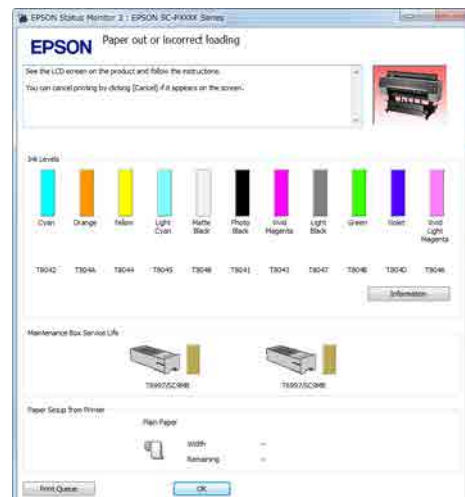 EPSON Status Monitor 3 : EPSON SC-PXXXX Series
EPSON
Paper out or incorrect loading
See the LCD screen on the product and follow the instructions.
You can cancel printing by clicking [Cancel] if it appears on the screen.
Ink Levels
Cyan Orange Yellow Light Cyan Matte Black Photo Black Vivid Magenta Light Black Green Violet Vivid Light Magenta
T8042 T804A T8044 T8045 T8048 T8041 T8043 T8047 T804B T804D T8046
Information
Maintenance Box Service Life
T6997/SC9MB T6997/SC9MB
Paper Setup from Printer
Plain Paper
Width --
Remaining --
Print Queue OK